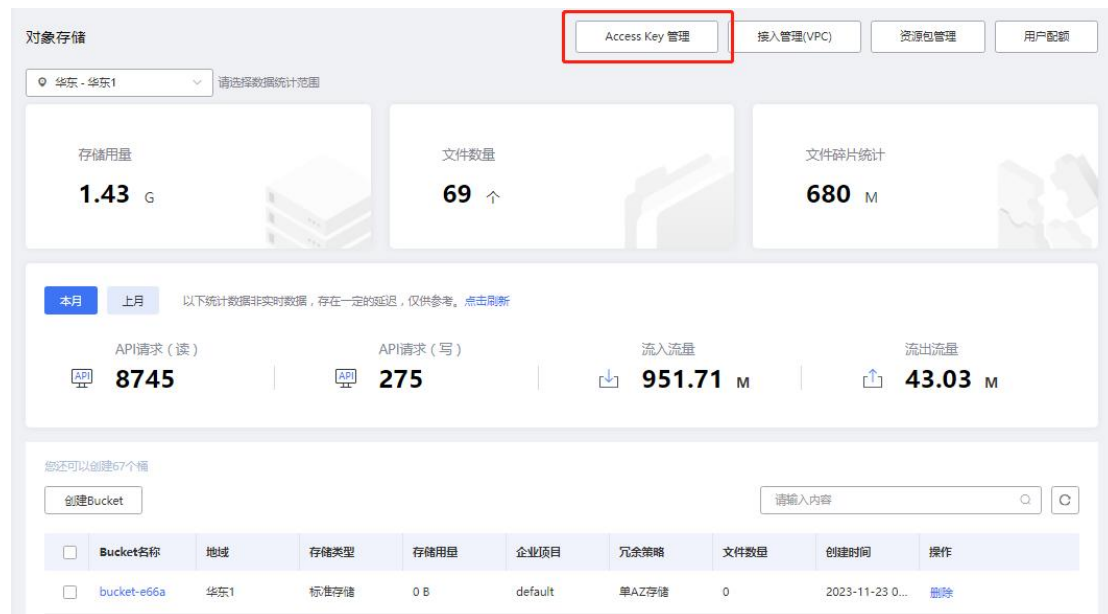 对象存储
Access Key 管理
接入管理(VPC)
资源包管理
用户配额
华东 - 华东1
请选择数据统计范围
存储用量
文件数量
文件碎片统计
1.43 G
69 个
680 M
本月
上月
以下统计数据非实时数据，存在一定的延迟，仅供参考。点击刷新
API请求（读）
API请求（写）
流入流量
流出流量
API 8745
API 275
951.71 M
43.03 M
您还可以创建67个桶
创建Bucket
请输入内容
Bucket名称 地域 存储类型 存储用量 企业项目 冗余策略 文件数量 创建时间 操作
bucket-e66a 华东1 标准存储 0 B default 单AZ存储 0 2023-11-23 0... 删除